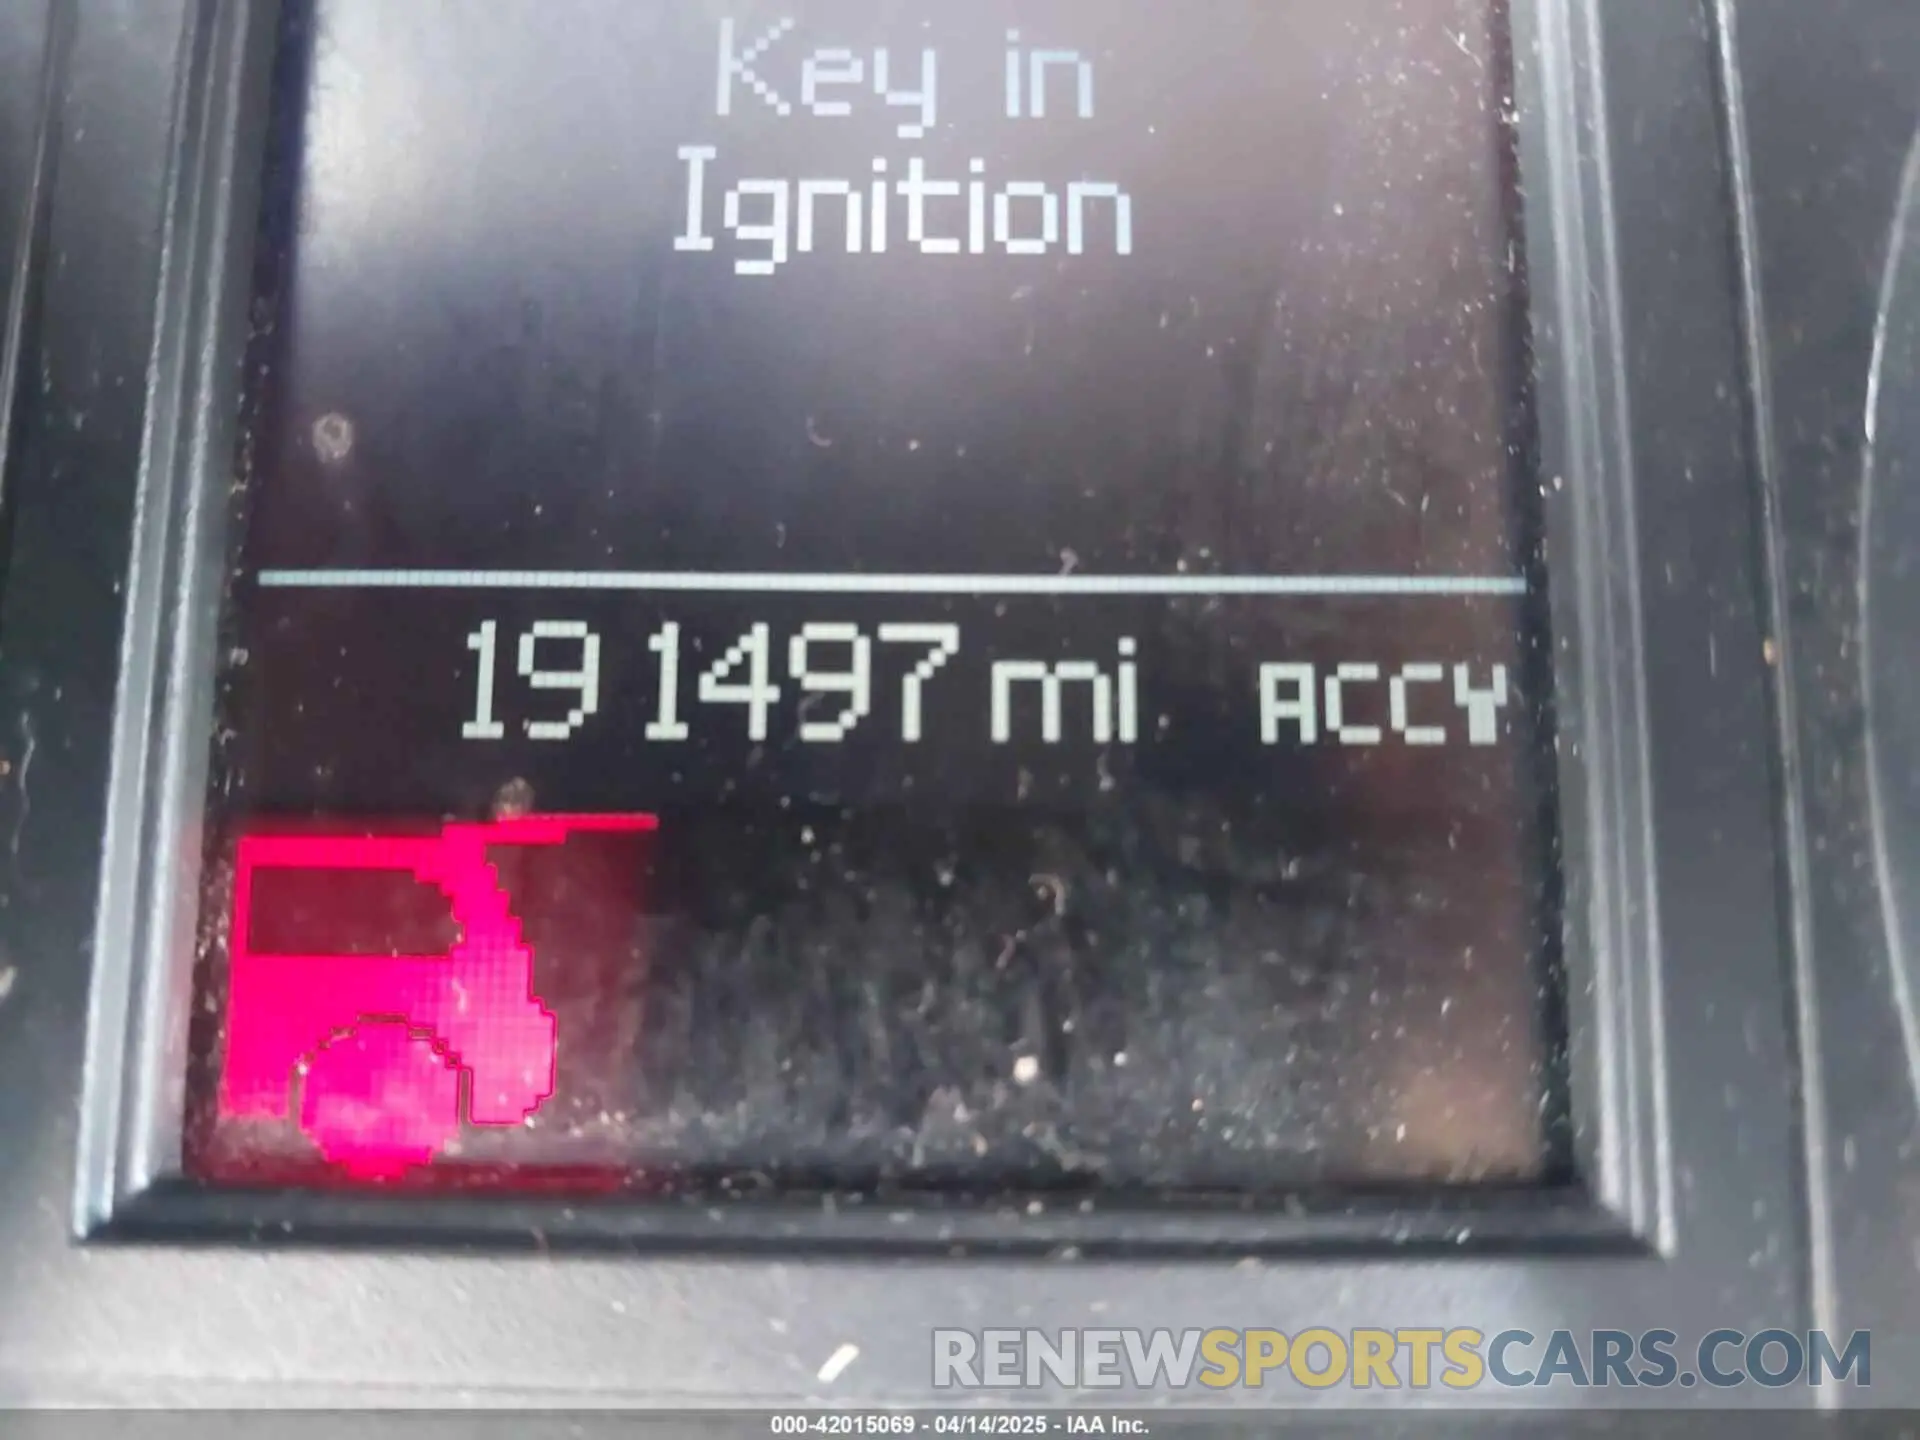 Key in
Ignition
191497 mi ACCY
RENEWSPORTSCARS.COM
000-42015069 - 04/14/2025 - IAA Inc.